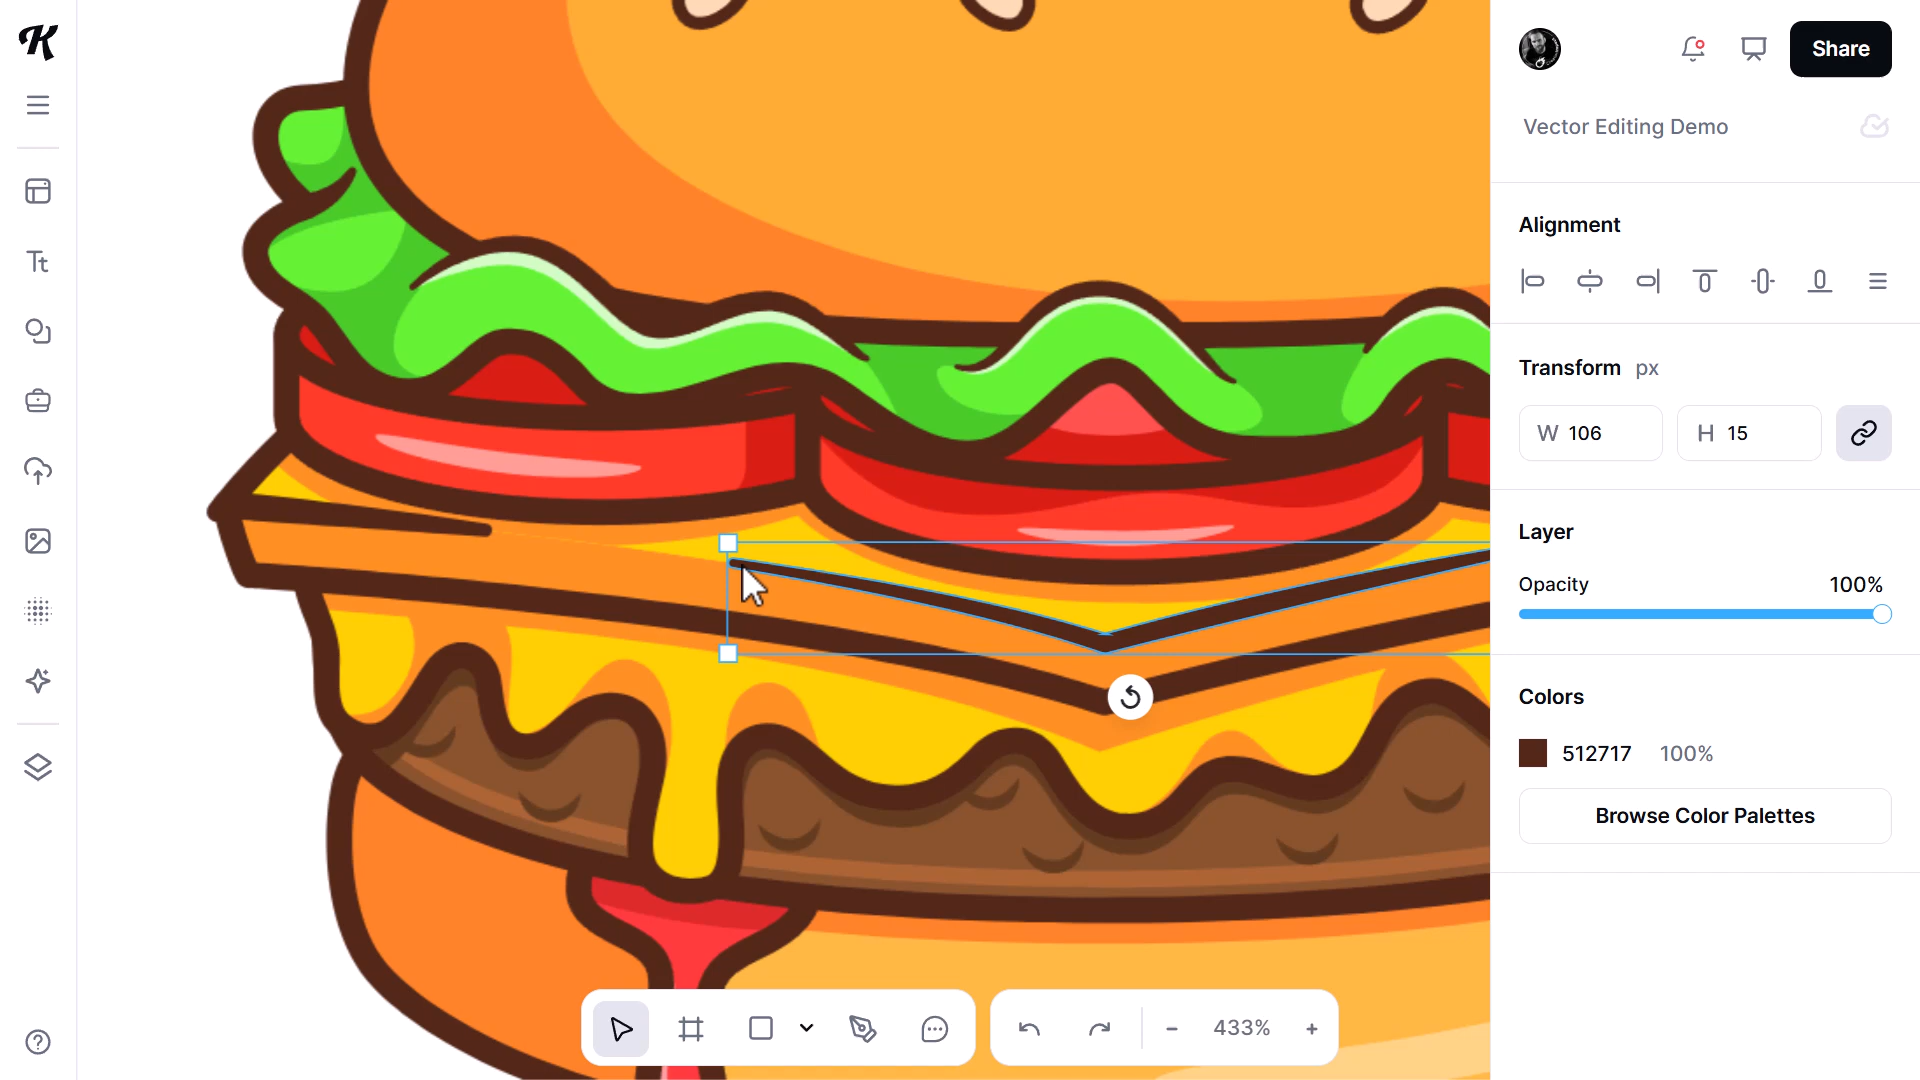 K
Share
Vector Editing Demo
Alignment
Transform px
W 106
H 15
Layer
Opacity 100%
Colors
512717 100%
Browse Color Palettes
Tt
433%